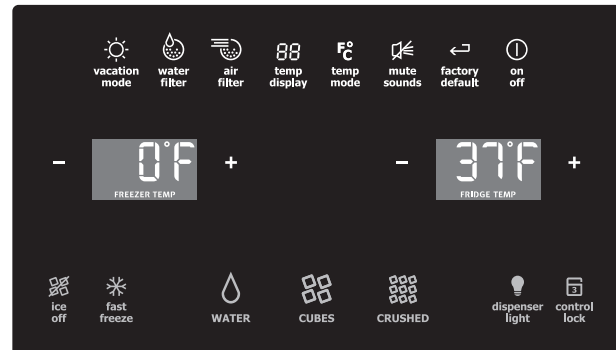 88 F° C
vacation mode
water filter
air filter
temp display
temp mode
mute sounds
factory default
on off
- 0°F + - 37°F +
FREEZER TEMP FRIDGE TEMP
3
ice off
fast freeze
WATER CUBES CRUSHED
dispenser light
control lock